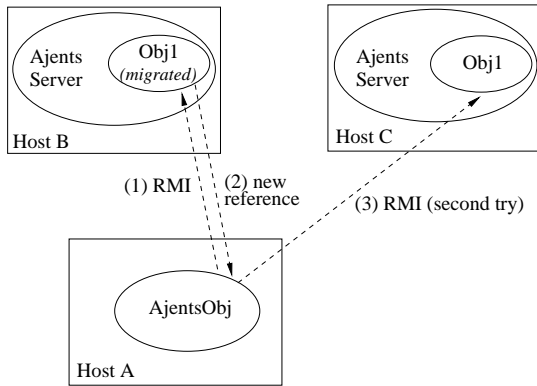 Ajents
Server
Obj1
(migrated)
Host B
Ajents
Server
Obj1
Host C
(1) RMI
(2) new
reference
(3) RMI (second try)
AjentsObj
Host A